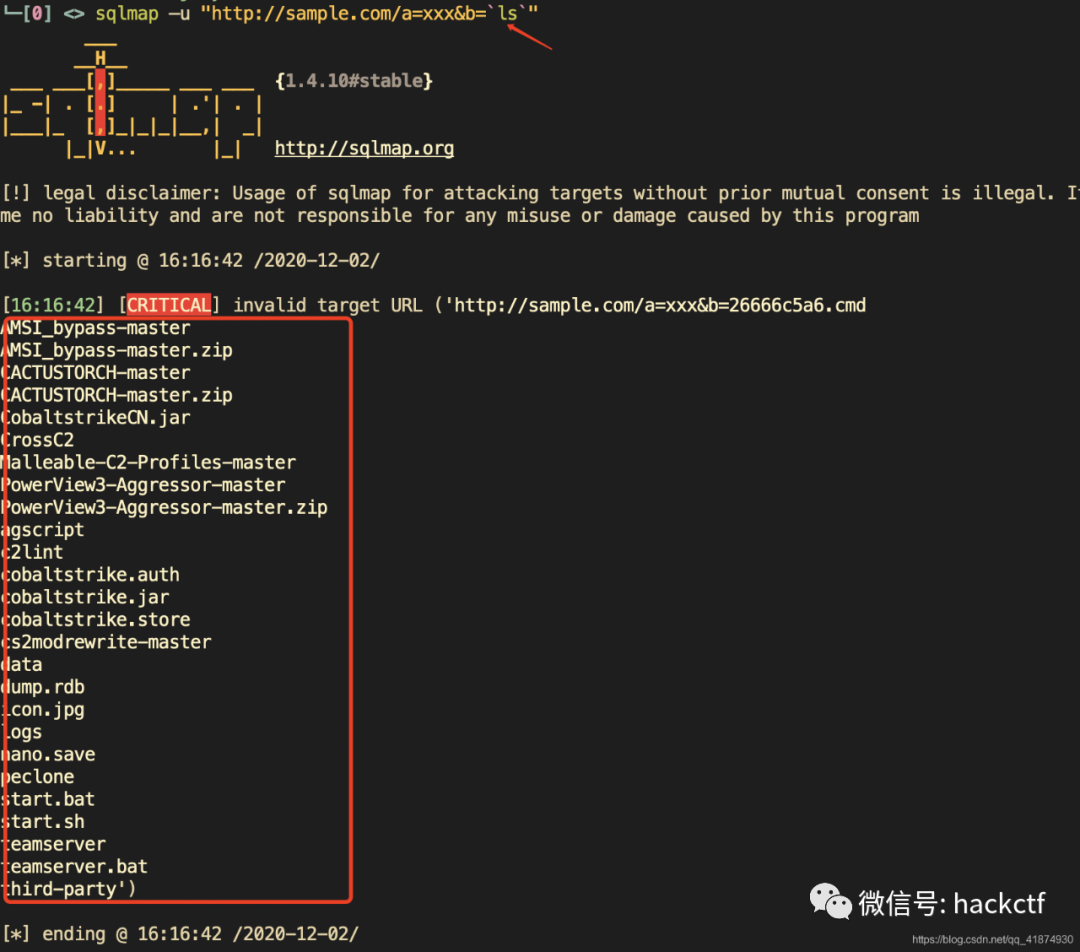 └─[0] <> sqlmap -u "http://sample.com/a=xxx&b=`ls`"
        ___
       __H__
 ___ ___[,]_____ ___ ___  {1.4.10#stable}
|_ -| . [.]     | .'| . |
|___|_  [,]_|_|_|__,|  _|
      |_|V...       |_|   http://sqlmap.org
[!] legal disclaimer: Usage of sqlmap for attacking targets without prior mutual consent is illegal. I
me no liability and are not responsible for any misuse or damage caused by this program
[*] starting @ 16:16:42 /2020-12-02/
[16:16:42] [CRITICAL] invalid target URL ('http://sample.com/a=xxx&b=26666c5a6.cmd
AMSI_bypass-master
AMSI_bypass-master.zip
CACTUSTORCH-master
CACTUSTORCH-master.zip
CobaltstrikeCN.jar
CrossC2
Malleable-C2-Profiles-master
PowerView3-Aggressor-master
PowerView3-Aggressor-master.zip
agscript
c2lint
cobaltstrike.auth
cobaltstrike.jar
cobaltstrike.store
cs2modrewrite-master
data
dump.rdb
icon.jpg
logs
nano.save
peclone
start.bat
start.sh
teamserver
teamserver.bat
third-party')
[*] ending @ 16:16:42 /2020-12-02/
微信号: hackctf
https://blog.csdn.net/qq_41874930